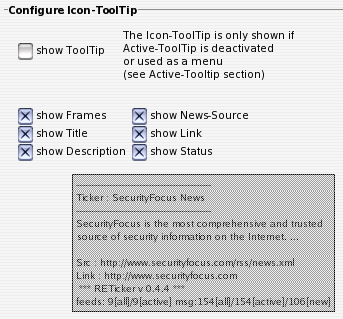 Configure Icon-ToolTip
show ToolTip
The Icon-ToolTip is only shown if
Active-ToolTip is deactivated
or used as a menu
(see Active-Tooltip section)
show Frames
show News-Source
show Title
show Link
show Description
show Status
Ticker : SecurityFocus News
SecurityFocus is the most comprehensive and trusted
source of security information on the Internet. ...
Src : http://www.securityfocus.com/rss/news.xml
Link : http://www.securityfocus.com
*** RETicker v 0.4.4 ***
feeds: 9[all]/9[active] msg:154[all]/154[active]/106[new]